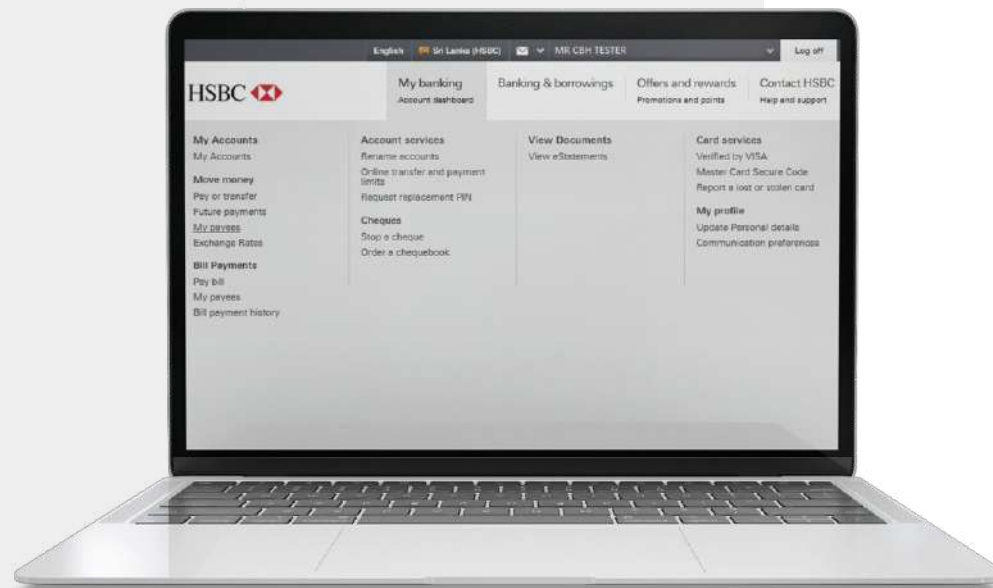 English Sri Lanka (HSBC) MR CBH TESTER Log off
HSBC
My banking
Account dashboard
Banking & borrowings
Offers and rewards
Promotions and points
Contact HSBC
Help and support
My Accounts
My Accounts
Move money
Pay or transfer
Future payments
My payees
Exchange Rates
Bill Payments
Pay bill
My payees
Bill payment history
Account services
Rename accounts
Online transfer and payment
limits
Request replacement PIN
Cheques
Stop a cheque
Order a chequebook
View Documents
View eStatements
Card services
Verified by VISA
Master Card Secure Code
Report a lost or stolen card
My profile
Update Personal details
Communication preferences